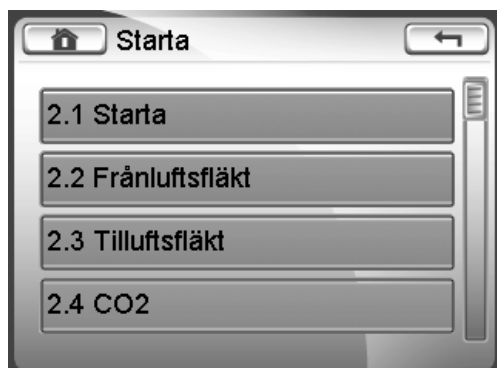 Starta
2.1 Starta
2.2 Frånluftsfläkt
2.3 Tilluftsfläkt
2.4 CO2